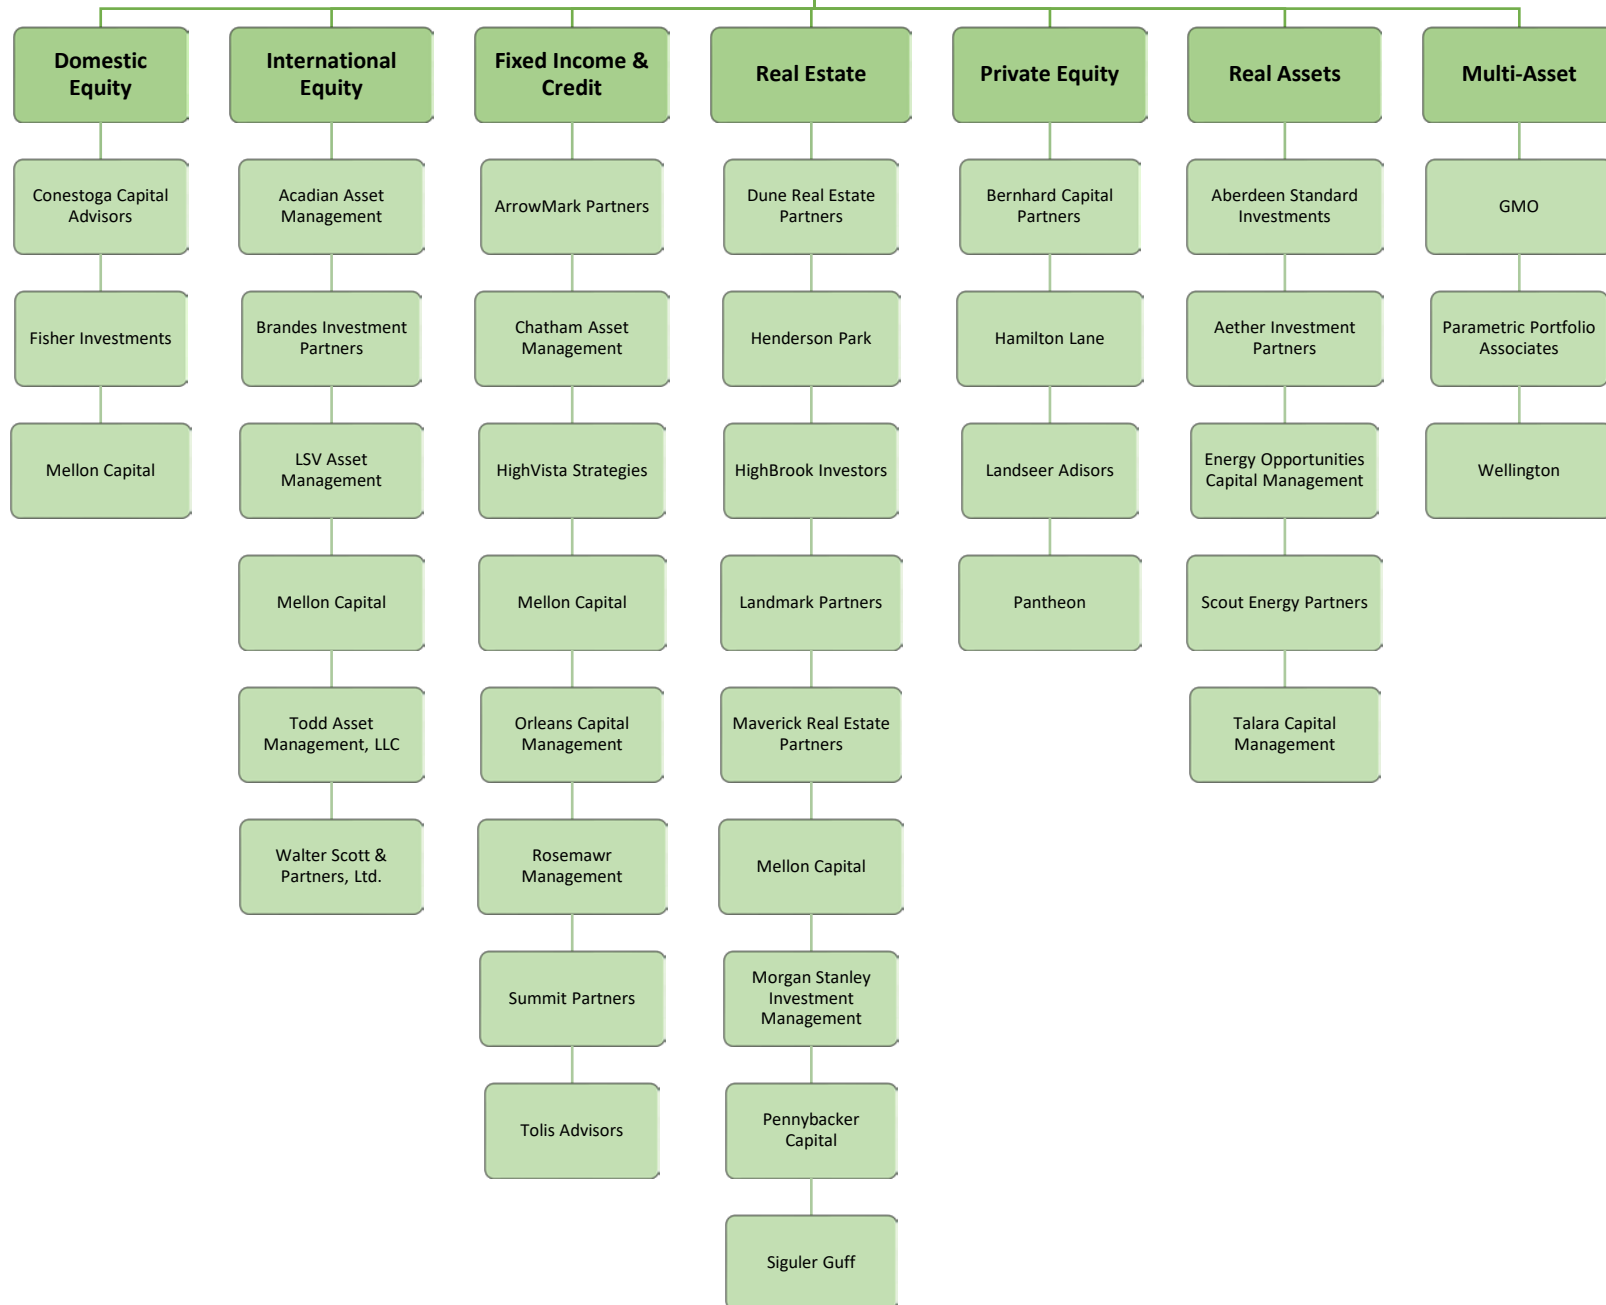 Domestic
Equity
International
Equity
Fixed Income &
Credit
Real Estate
Private Equity
Real Assets
Multi-Asset
Conestoga Capital
Advisors
Fisher Investments
Mellon Capital
Acadian Asset
Management
Brandes Investment
Partners
LSV Asset
Management
Mellon Capital
Todd Asset
Management, LLC
Walter Scott &
Partners, Ltd.
ArrowMark Partners
Chatham Asset
Management
HighVista Strategies
Mellon Capital
Orleans Capital
Management
Rosemawr
Management
Summit Partners
Tolis Advisors
Dune Real Estate
Partners
Henderson Park
HighBrook Investors
Landmark Partners
Maverick Real Estate
Partners
Mellon Capital
Morgan Stanley
Investment
Management
Pennybacker
Capital
Siguler Guff
Bernhard Capital
Partners
Hamilton Lane
Landseer Adisors
Pantheon
Aberdeen Standard
Investments
Aether Investment
Partners
Energy Opportunities
Capital Management
Scout Energy Partners
Talara Capital
Management
GMO
Parametric Portfolio
Associates
Wellington